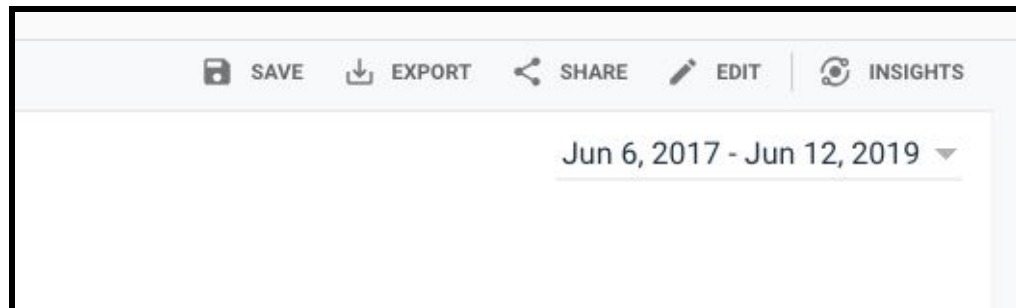 SAVE EXPORT SHARE EDIT INSIGHTS
Jun 6, 2017 - Jun 12, 2019